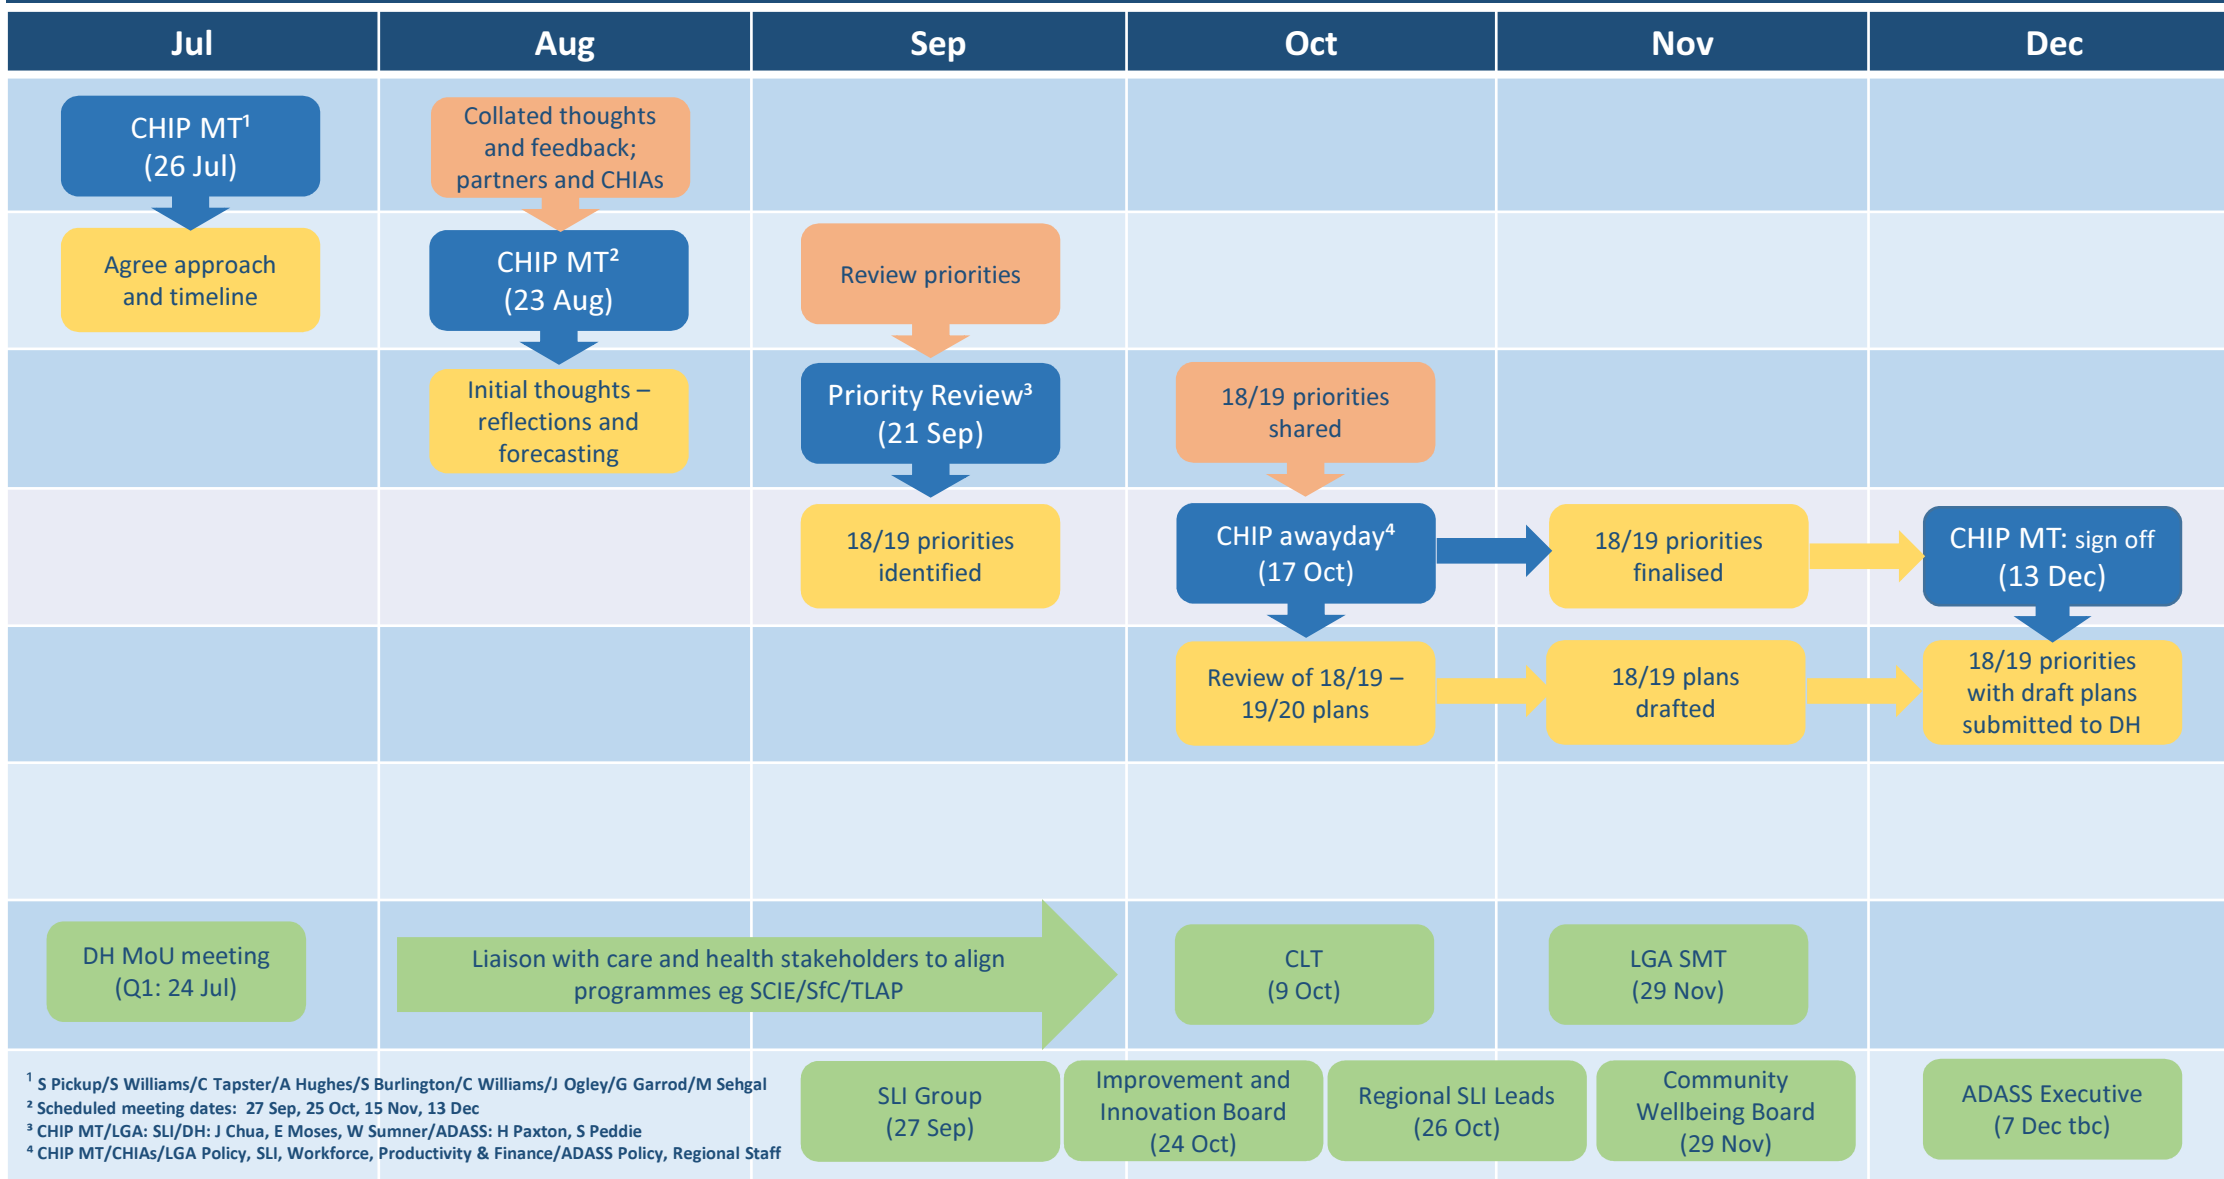 Jul
Aug
Sep
Oct
Nov
Dec
CHIP MT¹
(26 Jul)
Agree approach
and timeline
Collated thoughts
and feedback;
partners and CHIAs
CHIP MT²
(23 Aug)
Initial thoughts –
reflections and
forecasting
Review priorities
Priority Review³
(21 Sep)
18/19 priorities
identified
18/19 priorities
shared
CHIP awayday⁴
(17 Oct)
Review of 18/19 –
19/20 plans
18/19 priorities
finalised
18/19 plans
drafted
CHIP MT: sign off
(13 Dec)
18/19 priorities
with draft plans
submitted to DH
DH MoU meeting
(Q1: 24 Jul)
Liaison with care and health stakeholders to align
programmes eg SCIE/SfC/TLAP
CLT
(9 Oct)
LGA SMT
(29 Nov)
¹ S Pickup/S Williams/C Tapster/A Hughes/S Burlington/C Williams/J Ogley/G Garrod/M Sehgal
² Scheduled meeting dates: 27 Sep, 25 Oct, 15 Nov, 13 Dec
³ CHIP MT/LGA: SLI/DH: J Chua, E Moses, W Sumner/ADASS: H Paxton, S Peddie
⁴ CHIP MT/CHIAs/LGA Policy, SLI, Workforce, Productivity & Finance/ADASS Policy, Regional Staff
SLI Group
(27 Sep)
Improvement and
Innovation Board
(24 Oct)
Regional SLI Leads
(26 Oct)
Community
Wellbeing Board
(29 Nov)
ADASS Executive
(7 Dec tbc)